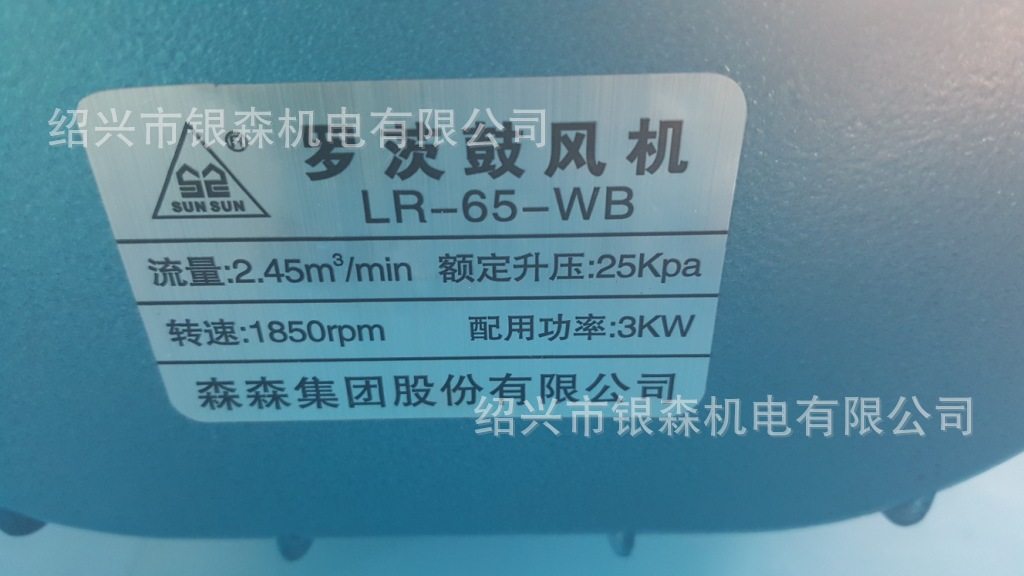 绍兴市银森机电有限公司
罗茨鼓风机
SUN SUN
LR-65-WB
流量:2.45m³/min 额定升压:25Kpa
转速:1850rpm 配用功率:3KW
森森集团股份有限公司
绍兴市银森机电有限公司